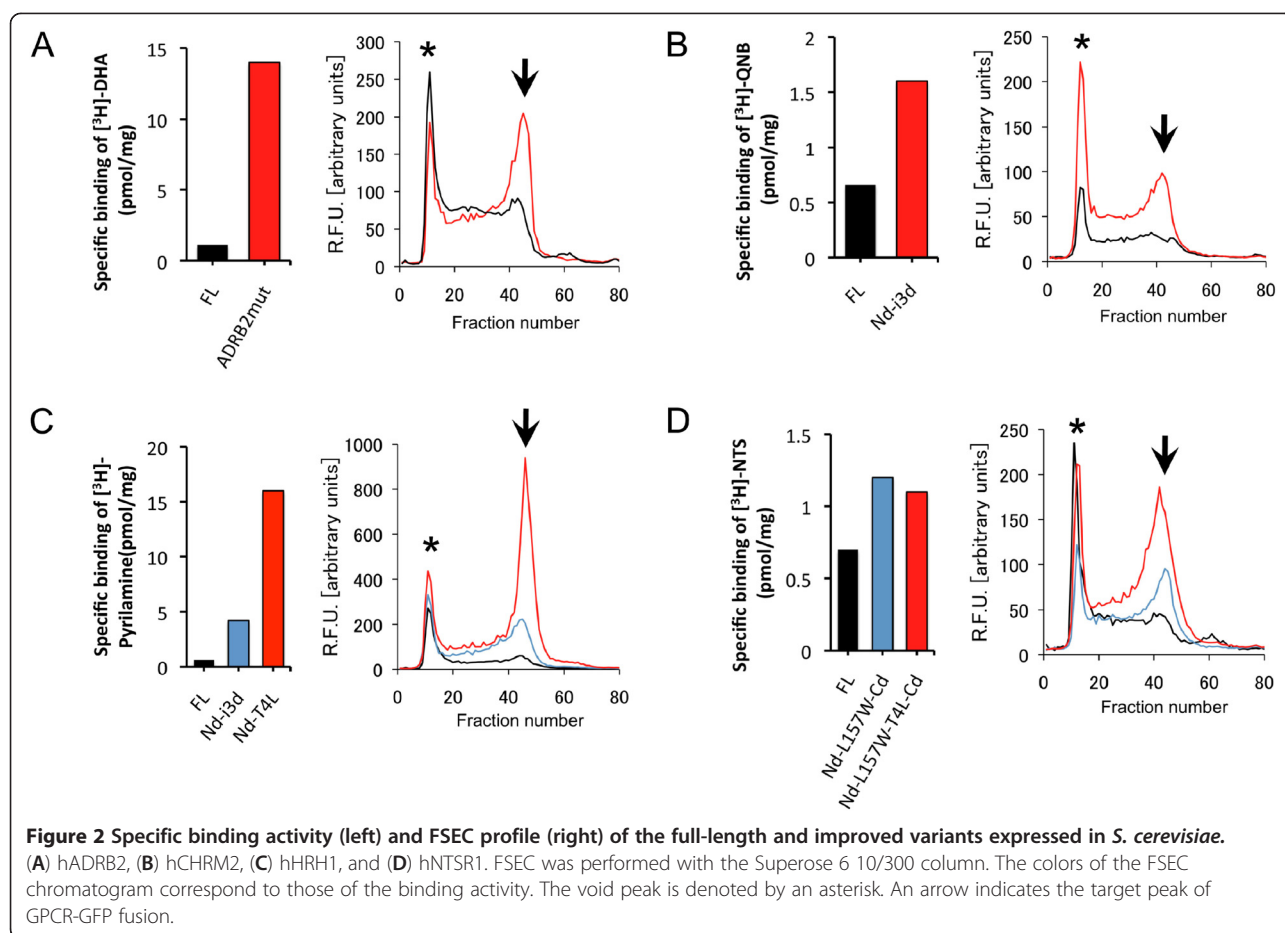 A
Specific binding of [³H]-DHA
(pmol/mg)
15
10
5
0
FL
ADRB2mut
R.F.U. [arbitrary units]
300
250
200
150
100
50
0
*
0 20 40 60 80
Fraction number
B
Specific binding of [³H]-QNB
(pmol/mg)
2
1.5
1
0.5
0
FL
Nd-i3d
R.F.U. [arbitrary units]
250
200
150
100
50
0
*
0 20 40 60 80
Fraction number
C
Specific binding of [³H]-
Pyrilamine(pmol/mg)
20
15
10
5
0
FL
Nd-i3d
Nd-T4L
R.F.U. [arbitrary units]
1000
800
600
400
200
0
*
0 20 40 60 80
Fraction number
D
Specific binding of [³H]-NTS
(pmol/mg)
1.5
1
0.5
0
FL
Nd-L157W-Cd
Nd-L157W-T4L-Cd
R.F.U. [arbitrary units]
250
200
150
100
50
0
*
0 20 40 60 80
Fraction number
Figure 2 Specific binding activity (left) and FSEC profile (right) of the full-length and improved variants expressed in S. cerevisiae.
(A) hADRB2, (B) hCHRM2, (C) hHRH1, and (D) hNTSR1. FSEC was performed with the Superose 6 10/300 column. The colors of the FSEC
chromatogram correspond to those of the binding activity. The void peak is denoted by an asterisk. An arrow indicates the target peak of
GPCR-GFP fusion.